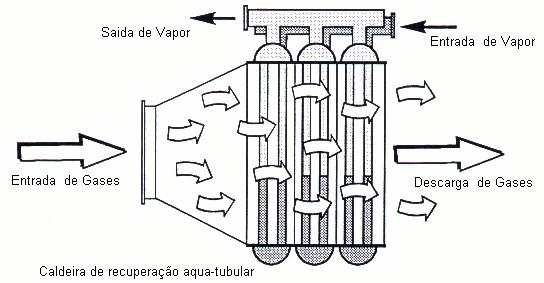 Saida de Vapor
Entrada de Vapor
Entrada de Gases
Descarga de Gases
Caldeira de recuperação aqua-tubular